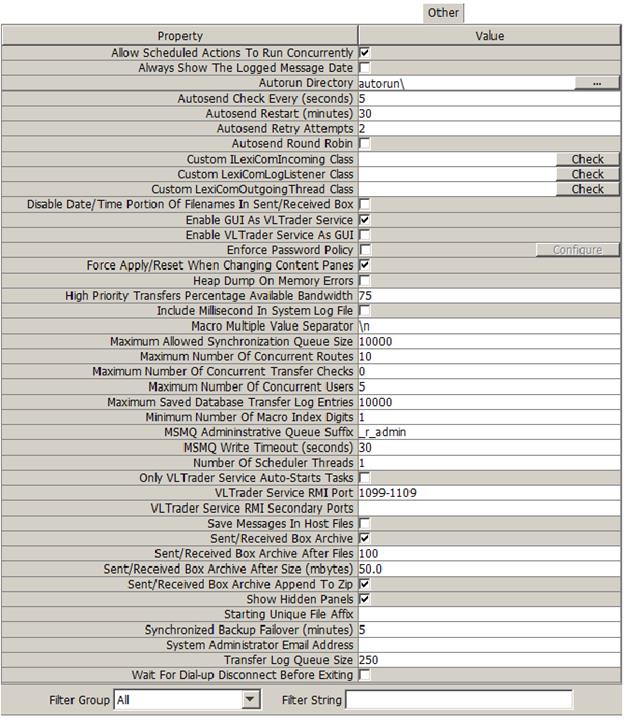 Other
Property Value
Allow Scheduled Actions To Run Concurrently
Always Show The Logged Message Date
Autorun Directory autorun\ ...
Autosend Check Every (seconds) 5
Autosend Restart (minutes) 30
Autosend Retry Attempts 2
Autosend Round Robin
Custom ILexiComIncoming Class Check
Custom LexiComLogListener Class Check
Custom LexiComOutgoingThread Class Check
Disable Date/Time Portion Of Filenames In Sent/Received Box
Enable GUI As VLTrader Service
Enable VLTrader Service As GUI
Enforce Password Policy Configure
Force Apply/Reset When Changing Content Panes
Heap Dump On Memory Errors
High Priority Transfers Percentage Available Bandwidth 75
Include Millisecond In System Log File
Macro Multiple Value Separator \n
Maximum Allowed Synchronization Queue Size 10000
Maximum Number Of Concurrent Routes 10
Maximum Number Of Concurrent Transfer Checks 0
Maximum Number Of Concurrent Users 5
Maximum Saved Database Transfer Log Entries 10000
Minimum Number Of Macro Index Digits 1
MSMQ Admininstrative Queue Suffix _r_admin
MSMQ Write Timeout (seconds) 30
Number Of Scheduler Threads 1
Only VLTrader Service Auto-Starts Tasks
VLTrader Service RMI Port 1099-1109
VLTrader Service RMI Secondary Ports
Save Messages In Host Files
Sent/Received Box Archive
Sent/Received Box Archive After Files 100
Sent/Received Box Archive After Size (mbytes) 50.0
Sent/Received Box Archive Append To Zip
Show Hidden Panels
Starting Unique File Affix
Synchronized Backup Failover (minutes) 5
System Administrator Email Address
Transfer Log Queue Size 250
Wait For Dial-up Disconnect Before Exiting
Filter Group All Filter String